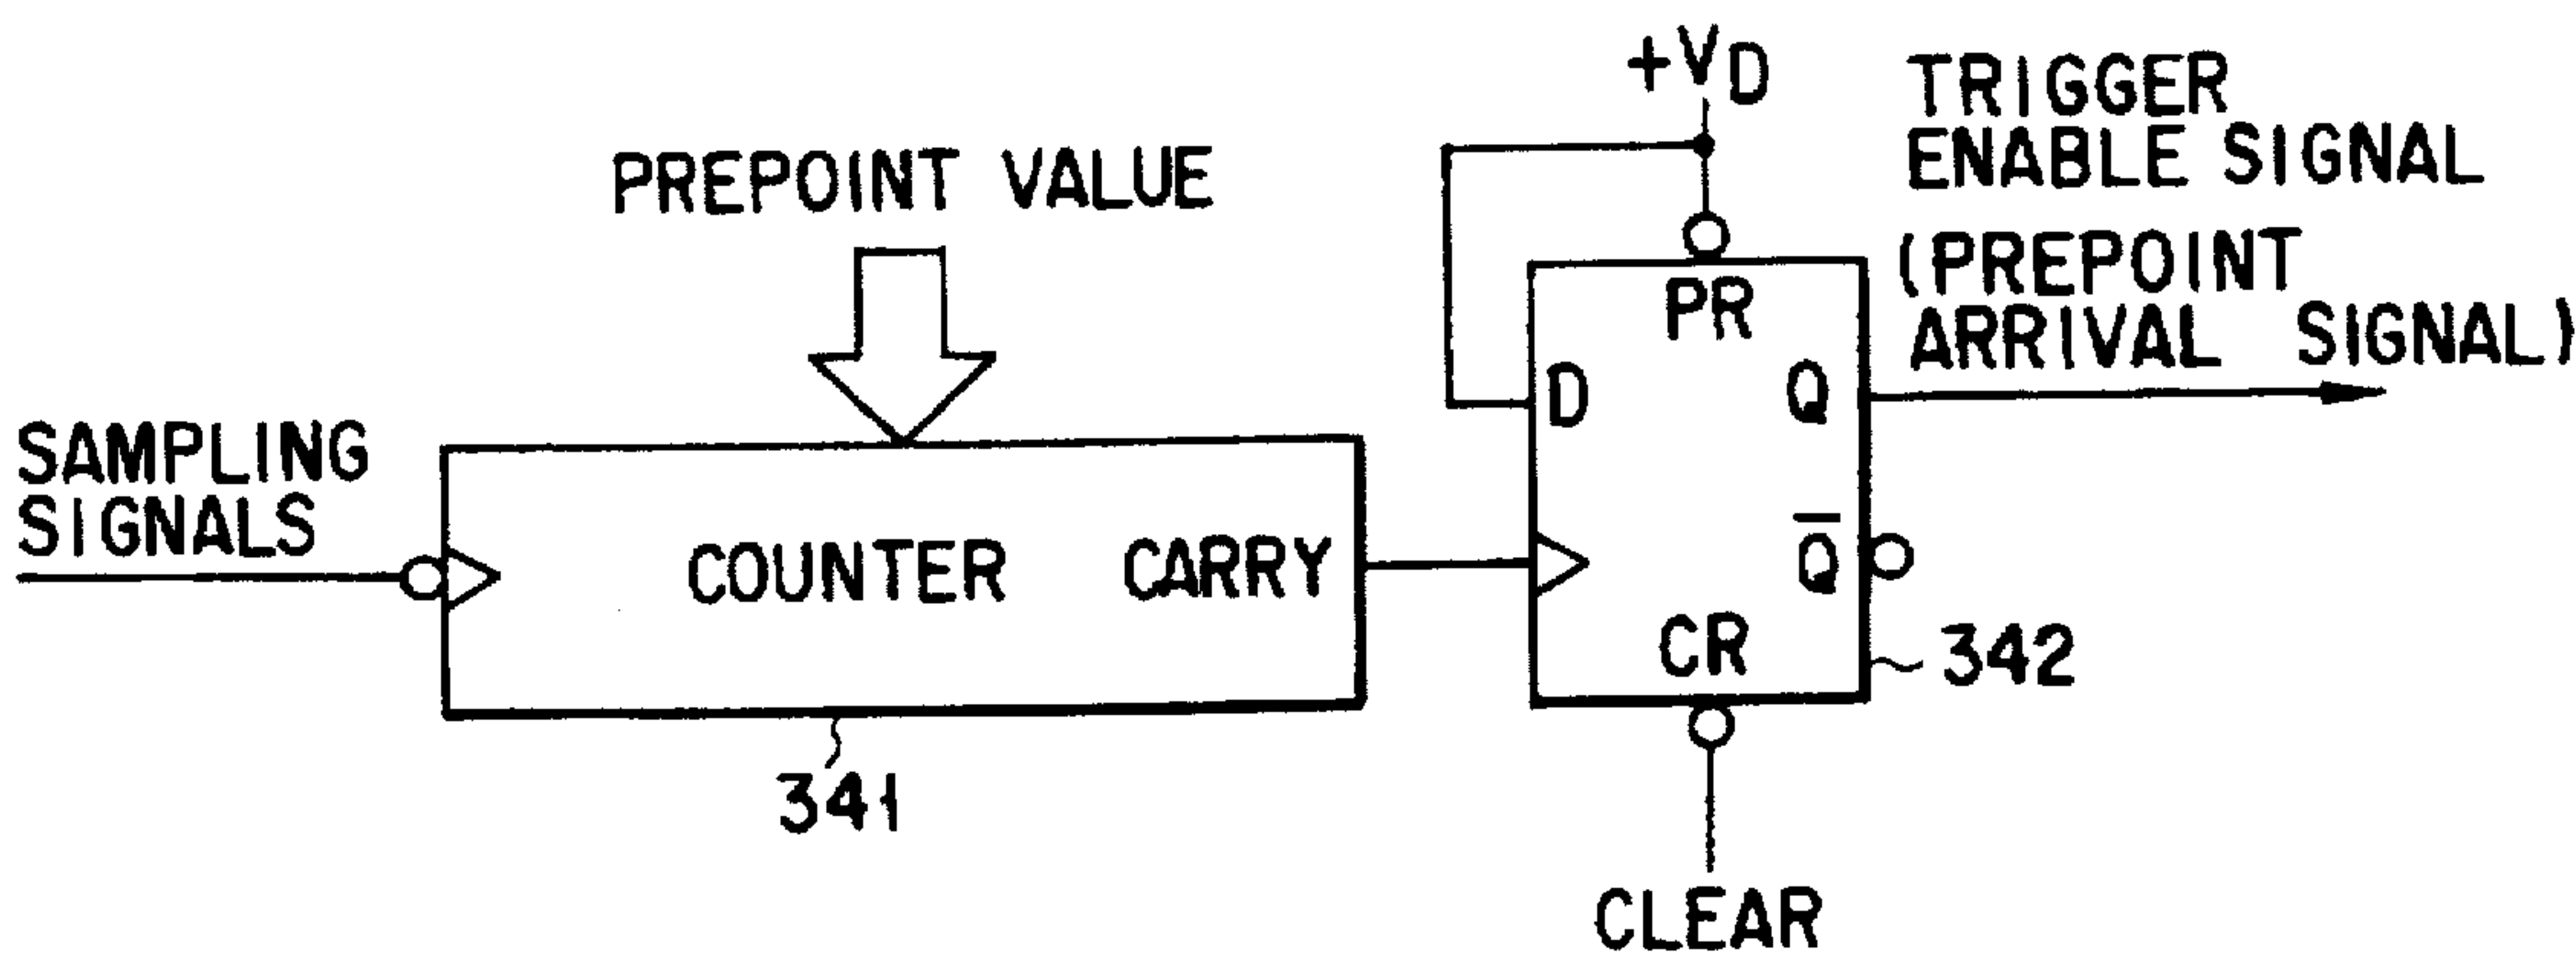 +VD
TRIGGER
ENABLE SIGNAL
(PREPOINT
ARRIVAL SIGNAL)
PREPOINT VALUE
PR
D
Q
SAMPLING
SIGNALS
COUNTER
CARRY
Q̅
CR
342
341
CLEAR